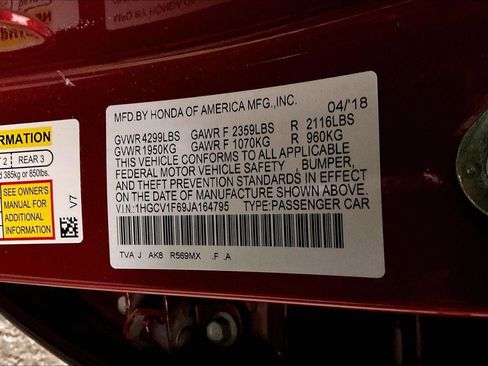 MFD.BY HONDA OF AMERICA MFG.,INC. 04/'18
GVWR 4299LBS GAWR F 2359LBS R 2116LBS
GVWR 1950KG GAWR F 1070KG R 960KG
THIS VEHICLE CONFORMS TO ALL APPLICABLE
FEDERAL MOTOR VEHICLE SAFETY , BUMPER,
AND THEFT PREVENTION STANDARDS IN EFFECT
ON THE DATE OF MANUFACTURE SHOWN ABOVE.
V.I.N.:1HGCV1F69JA164795 TYPE:PASSENGER CAR
TVA J AK8 R569MX .F .A
ORMATION
T 2 REAR 3
d 385kg or 850lbs.
SEE OWNER'S
MANUAL FOR
ADDITIONAL
INFORMATION
V7